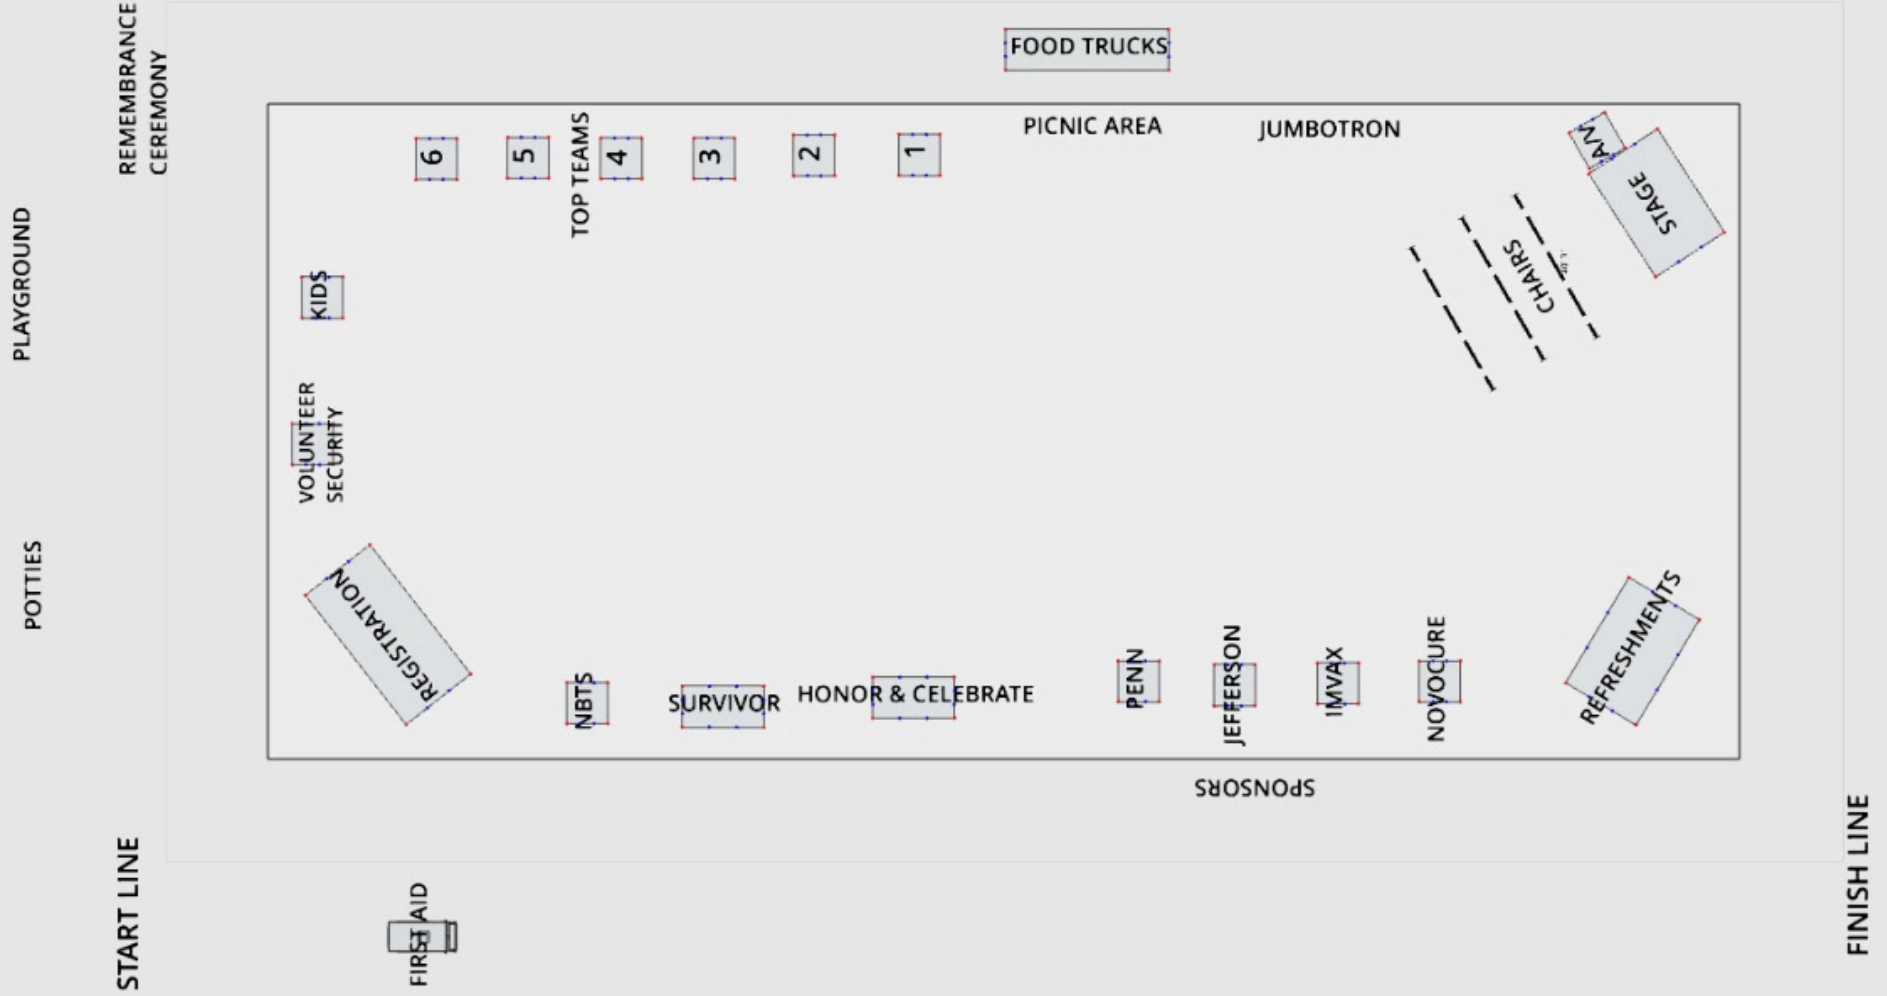 REMEMBRANCE
CEREMONY
FOOD TRUCKS
PICNIC AREA
JUMBOTRON
A/V
STAGE
CHAIRS
6
5
TOP TEAMS
4
3
2
1
PLAYGROUND
KIDS
VOLUNTEER
SECURITY
POTTIES
REGISTRATION
NBTS
SURVIVOR
HONOR & CELEBRATE
PENN
JEFFERSON
IMVAX
NOVOCURE
REFRESHMENTS
SPONSORS
START LINE
FIRST AID
FINISH LINE